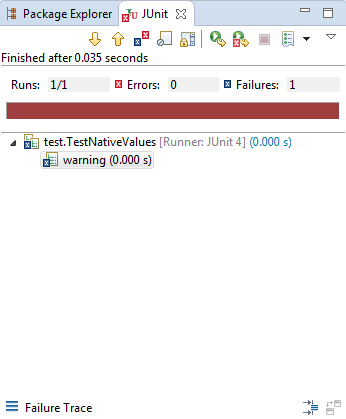 Package Explorer JUnit
Finished after 0.035 seconds
Runs: 1/1 Errors: 0 Failures: 1
test.TestNativeValues [Runner: JUnit 4] (0.000 s)
warning (0.000 s)
Failure Trace